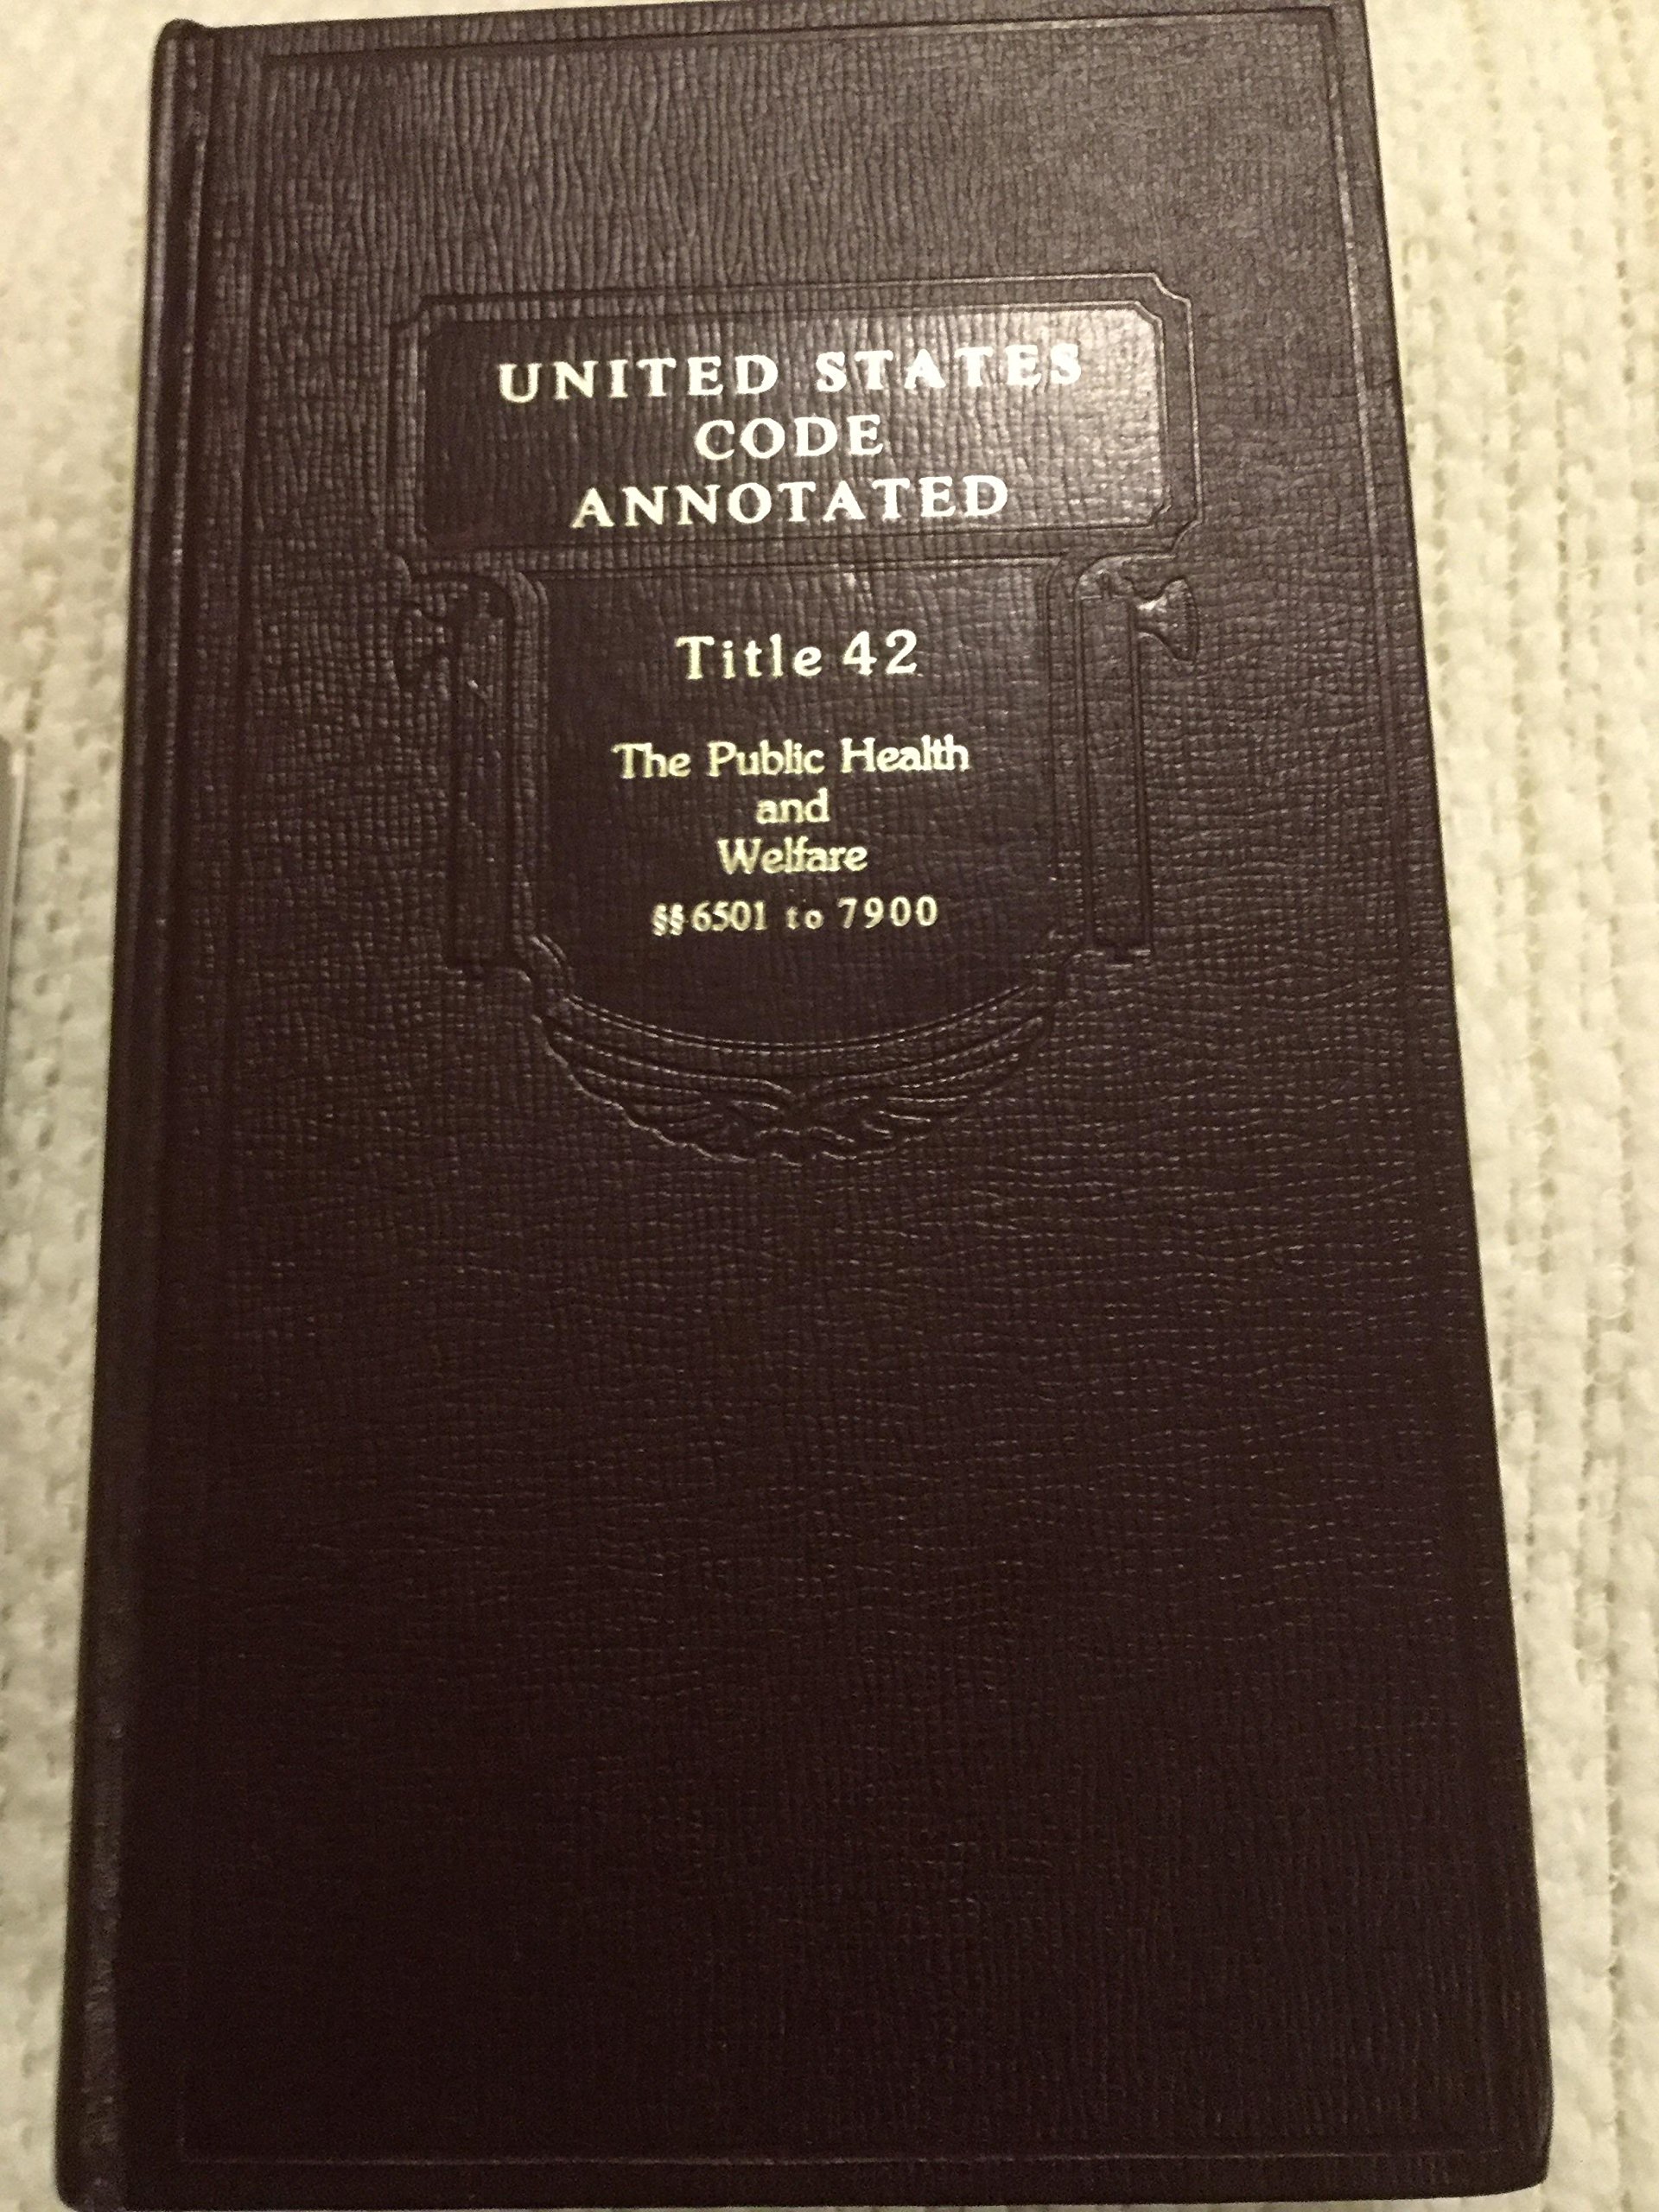 UNITED STATES
CODE
ANNOTATED
Title 42
The Public Health
and
Welfare
§§ 6501 to 7900